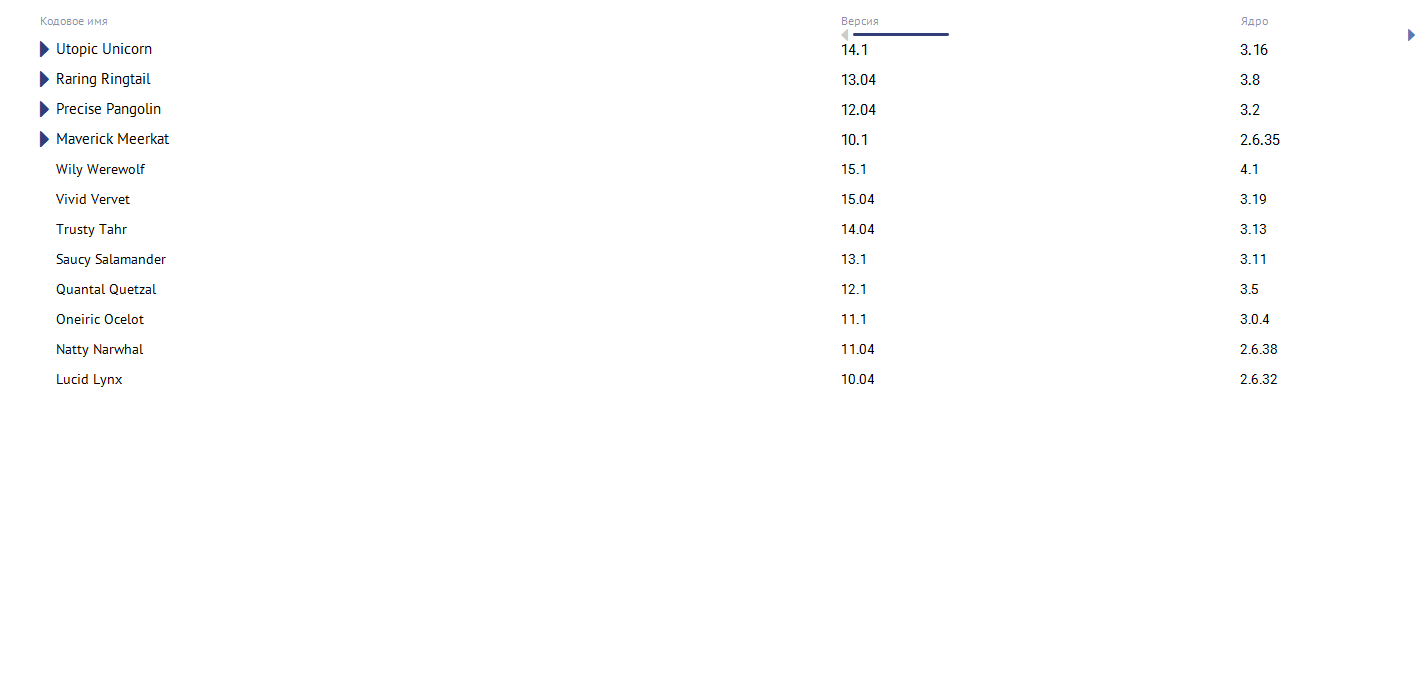 Кодовое имя Версия Ядро
Utopic Unicorn 14.1 3.16
Raring Ringtail 13.04 3.8
Precise Pangolin 12.04 3.2
Maverick Meerkat 10.1 2.6.35
Wily Werewolf 15.1 4.1
Vivid Vervet 15.04 3.19
Trusty Tahr 14.04 3.13
Saucy Salamander 13.1 3.11
Quantal Quetzal 12.1 3.5
Oneiric Ocelot 11.1 3.0.4
Natty Narwhal 11.04 2.6.38
Lucid Lynx 10.04 2.6.32